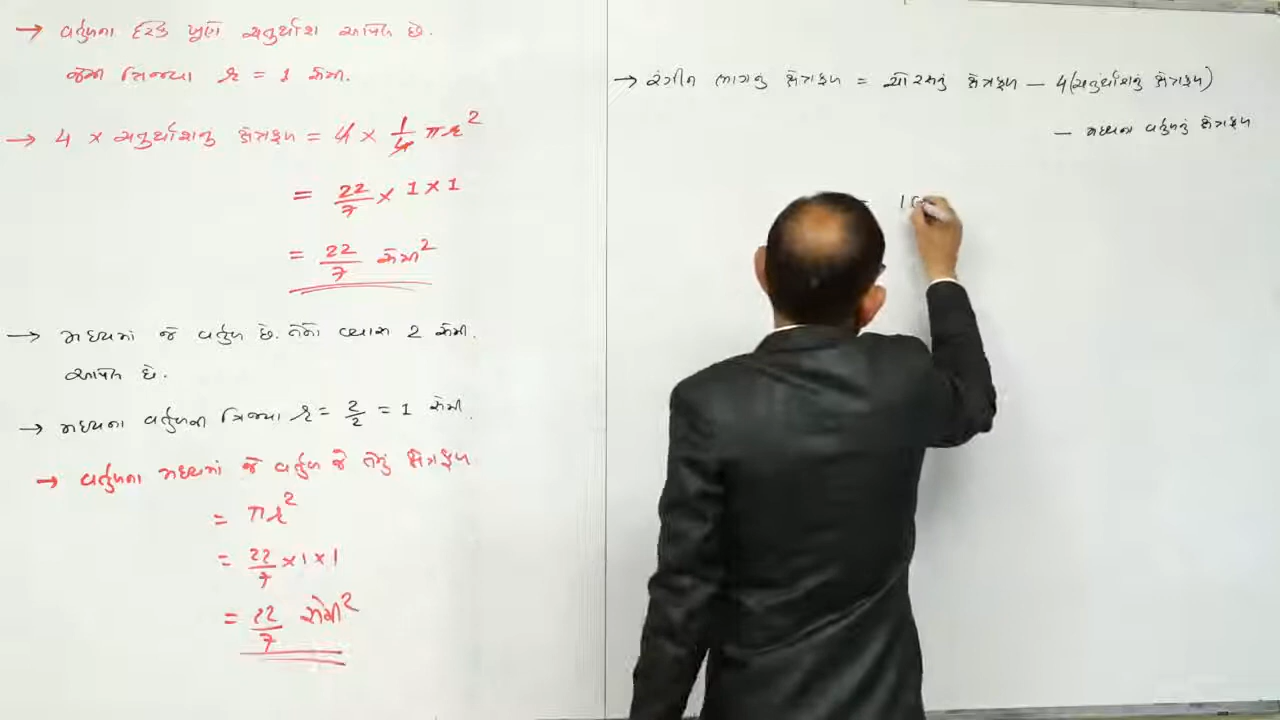 → વર્તુળના દરેક ખુણે ચતુર્થાંશ આપેલ છે.
જેની ત્રિજ્યા r = 1 સેમી.
→ 4 × ચતુર્થાંશનું ક્ષેત્રફળ = 4 × 1/4 πr²
= 22/7 × 1 × 1
= 22/7 સેમી²
→ મધ્યમાં જે વર્તુળ છે. તેનો વ્યાસ 2 સેમી.
આપેલ છે.
→ મધ્યના વર્તુળની ત્રિજ્યા r = 2/2 = 1 સેમી.
→ વર્તુળના મધ્યમાં જે વર્તુળ છે તેનું ક્ષેત્રફળ
= πr²
= 22/7 × 1 × 1
= 22/7 સેમી²
→ રંગીન ભાગનું ક્ષેત્રફળ = ચોરસનું ક્ષેત્રફળ – 4(ચતુર્થાંશનું ક્ષેત્રફળ)
– મધ્યના વર્તુળનું ક્ષેત્રફળ
=